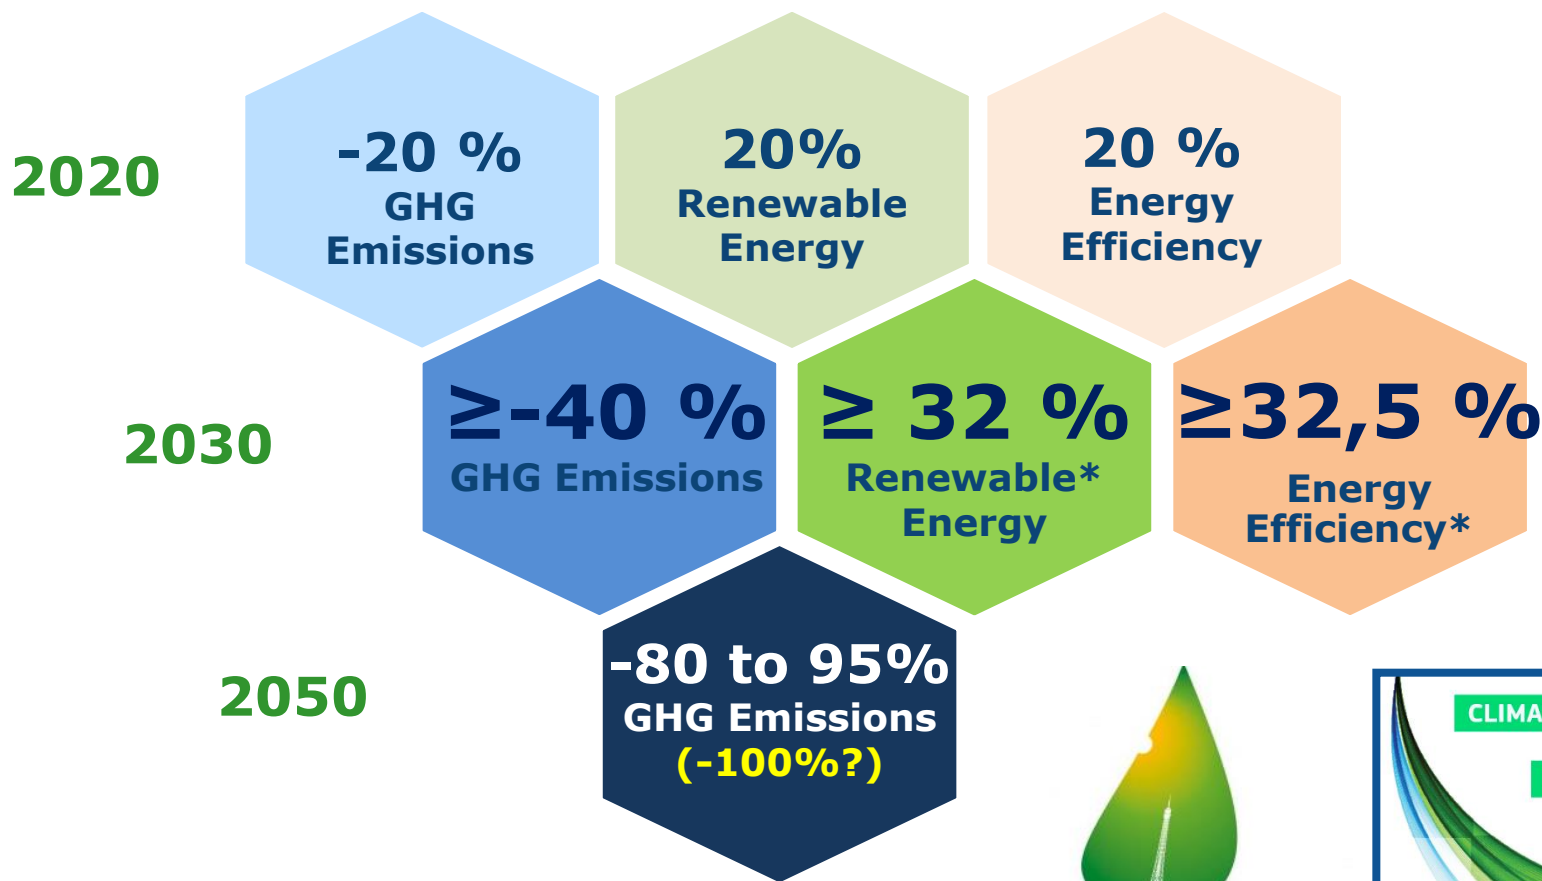 2020
-20 %
GHG
Emissions
20%
Renewable
Energy
20 %
Energy
Efficiency
2030
≥-40 %
GHG Emissions
≥ 32 %
Renewable*
Energy
≥32,5 %
Energy
Efficiency*
2050
-80 to 95%
GHG Emissions
(-100%?)
CLIMA